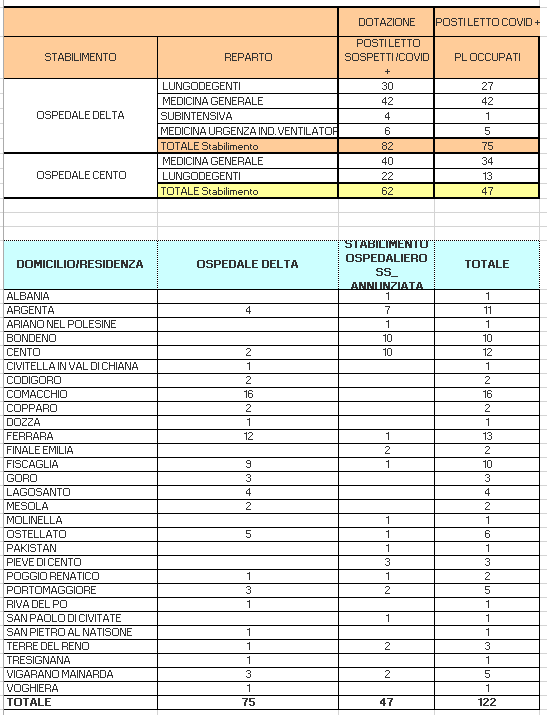 DOTAZIONE POSTI LETTO COVID +
STABILIMENTO REPARTO POSTI LETTO SOSPETTI/COVID + PL OCCUPATI
OSPEDALE DELTA
LUNGODEGENTI 30 27
MEDICINA GENERALE 42 42
SUBINTENSIVA 4 1
MEDICINA URGENZA IND.VENTILATOR 6 5
TOTALE Stabilimento 82 75
OSPEDALE CENTO
MEDICINA GENERALE 40 34
LUNGODEGENTI 22 13
TOTALE Stabilimento 62 47
DOMICILIO/RESIDENZA OSPEDALE DELTA STABILIMENTO OSPEDALIERO SS_ ANNUNZIATA TOTALE
ALBANIA 1 1
ARGENTA 4 7 11
ARIANO NEL POLESINE 1 1
BONDENO 10 10
CENTO 2 10 12
CIVITELLA IN VAL DI CHIANA 1 1
CODIGORO 2 2
COMACCHIO 16 16
COPPARO 2 2
DOZZA 1 1
FERRARA 12 1 13
FINALE EMILIA 2 2
FISCAGLIA 9 1 10
GORO 3 3
LAGOSANTO 4 4
MESOLA 2 2
MOLINELLA 1 1
OSTELLATO 5 1 6
PAKISTAN 1 1
PIEVE DI CENTO 3 3
POGGIO RENATICO 1 1 2
PORTOMAGGIORE 3 2 5
RIVA DEL PO 1 1
SAN PAOLO DI CIVITATE 1 1
SAN PIETRO AL NATISONE 1 1
TERRE DEL RENO 1 2 3
TRESIGNANA 1 1
VIGARANO MAINARDA 3 2 5
VOGHIERA 1 1
TOTALE 75 47 122